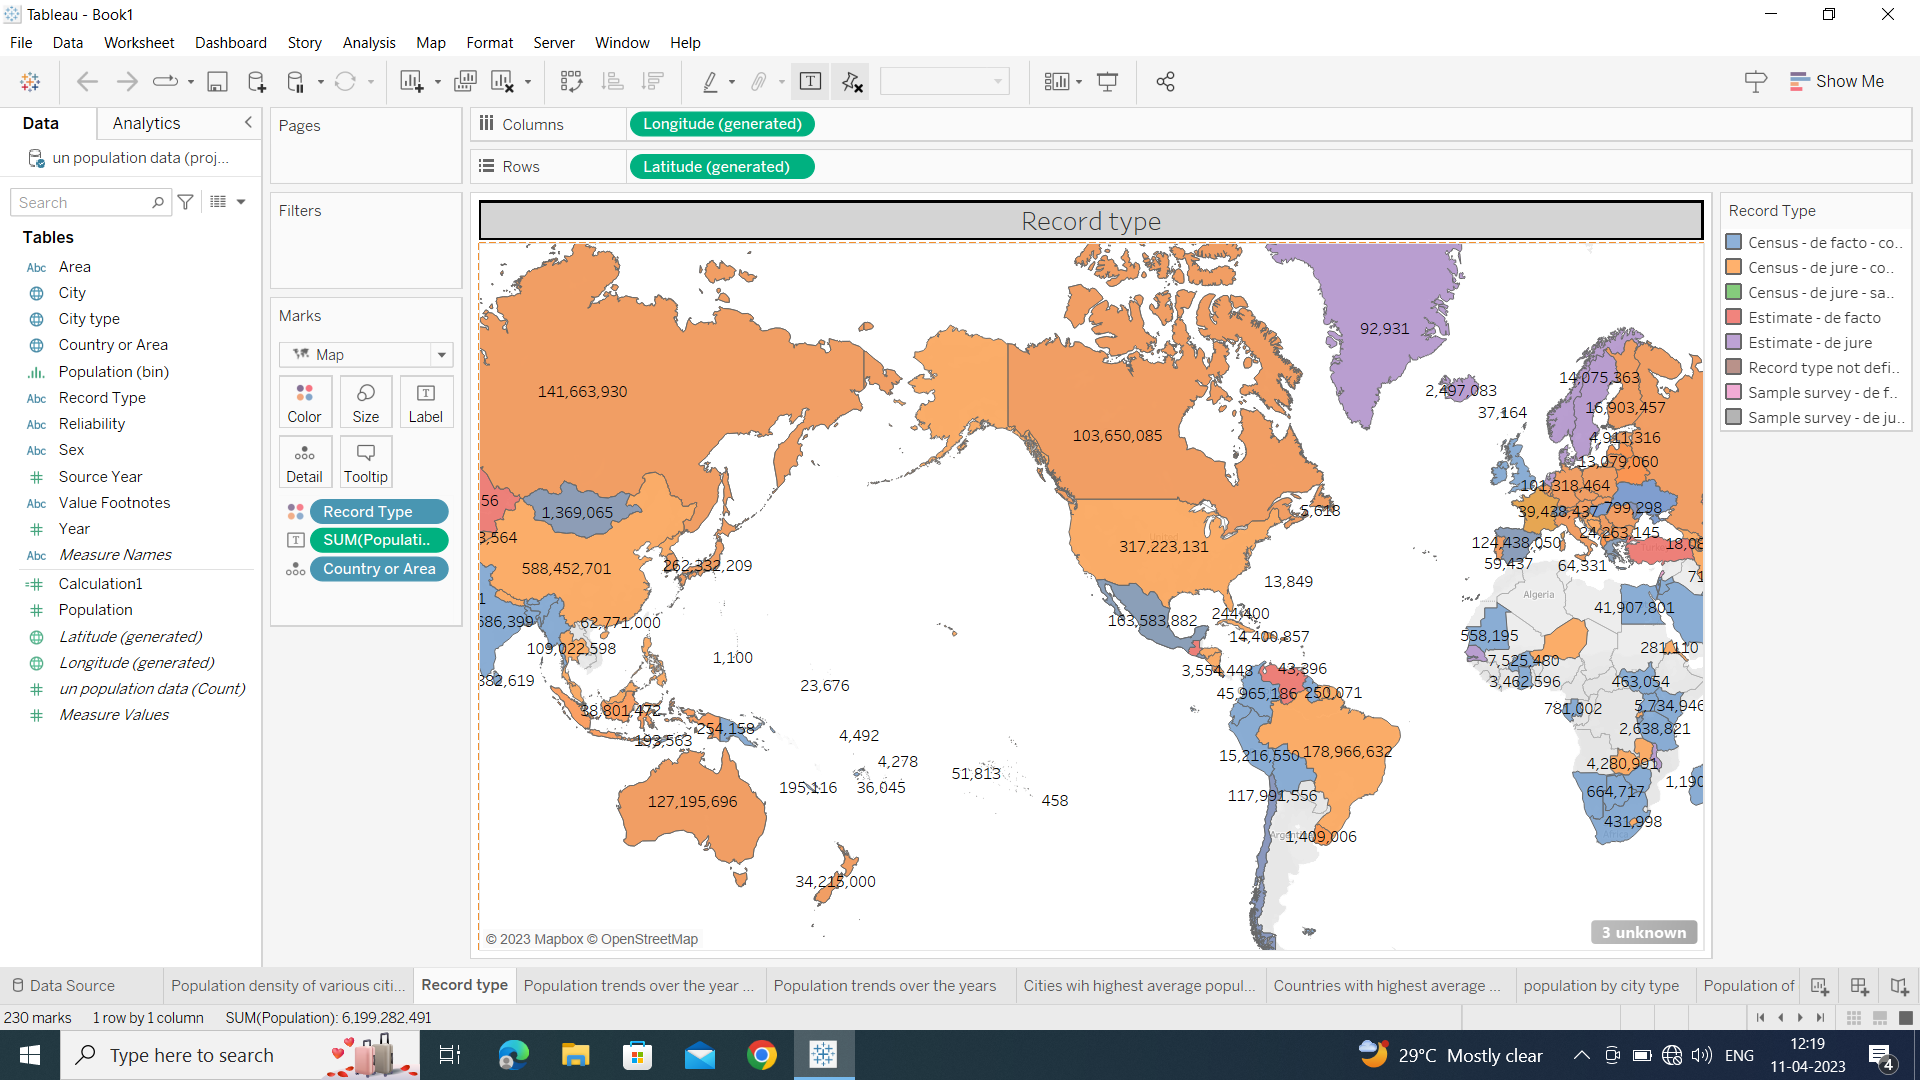 Tableau - Book1
File Data Worksheet Dashboard Story Analysis Map Format Server Window Help
Show Me
Data Analytics
un population data (proj...
Search
Tables
Abc Area
City
City type
Country or Area
Population (bin)
Abc Record Type
Abc Reliability
Abc Sex
Source Year
Abc Value Footnotes
Year
Abc Measure Names
Calculation1
Population
Latitude (generated)
Longitude (generated)
un population data (Count)
Measure Values
Pages
Filters
Marks
Map
Color Size Label
Detail Tooltip
Record Type
SUM(Populati..
Country or Area
Columns Longitude (generated)
Rows Latitude (generated)
Record type
92,931
14,075,363
141,663,930
2,497,083
37,164
16,903,457
103,650,085
4,911,316
13,079,060
101,318,464
56
1,369,065
5,618
39,438,437
799,298
3,564
317,223,131
124,438,050
24,263,145
18,08
588,452,701
262,332,209
59,437
64,331
71
13,849
Algeria
1
41,907,801
586,399
62,771,000
163,583,882
244,400
558,195
14,400,857
109,022,598
1,100
7,525,480
281,110
3,554,448
43,396
382,619
23,676
45,965,186
250,071
3,462,596
463,054
38,801,472
781,002
5,734,946
254,158
193,563
4,492
2,638,821
15,216,550
178,966,632
4,278
4,280,991
51,813
195,116
36,045
1,190
127,195,696
458
117,991,556
664,717
431,998
1,409,006
34,215,000
© 2023 Mapbox © OpenStreetMap
3 unknown
Record Type
Census - de facto - co..
Census - de jure - co..
Census - de jure - sa..
Estimate - de facto
Estimate - de jure
Record type not defi..
Sample survey - de f..
Sample survey - de ju..
Data Source Population density of various citi... Record type Population trends over the year ... Population trends over the years Cities wih highest average popul... Countries with highest average ... population by city type Population of
230 marks 1 row by 1 column SUM(Population): 6,199,282,491
Type here to search
29°C Mostly clear
ENG
12:19
11-04-2023
4